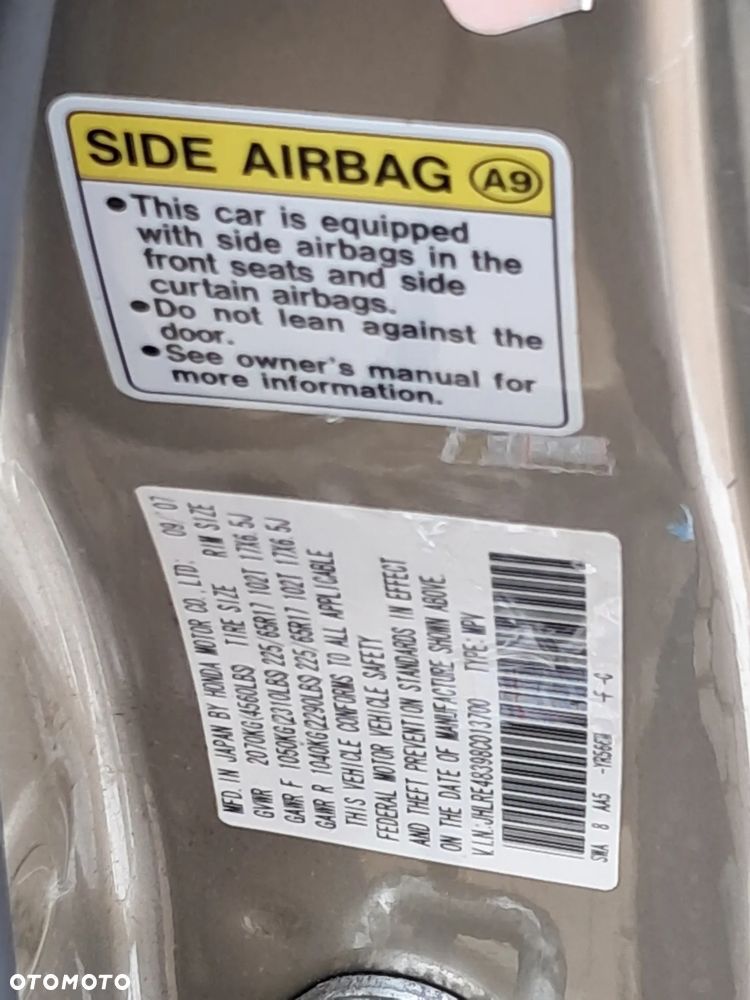 SIDE AIRBAG A9
•This car is equipped
with side airbags in the
front seats and side
curtain airbags.
•Do not lean against the
door.
•See owner's manual for
more information.
MFD. IN JAPAN BY HONDA MOTOR CO., LTD. 09/07
GVWR 2070KG(4560LBS TIRE SIZE RIM SIZE
GAWR F 1050KG(2310LBS 225/65R17 102T 17X6.5J
GAWR R 1040KG(2290LBS 225/65R17 102T 17X6.5J
THIS VEHICLE CONFORMS TO ALL APPLICABLE
FEDERAL MOTOR VEHICLE SAFETY
AND THEFT PREVENTION STANDARDS IN EFFECT
ON THE DATE OF MANUFACTURE SHOWN ABOVE.
V.I.N.:JHLRE48398C013700 TYPE: MPV
SWA 8 AA5 -F-C
OTOMOTO